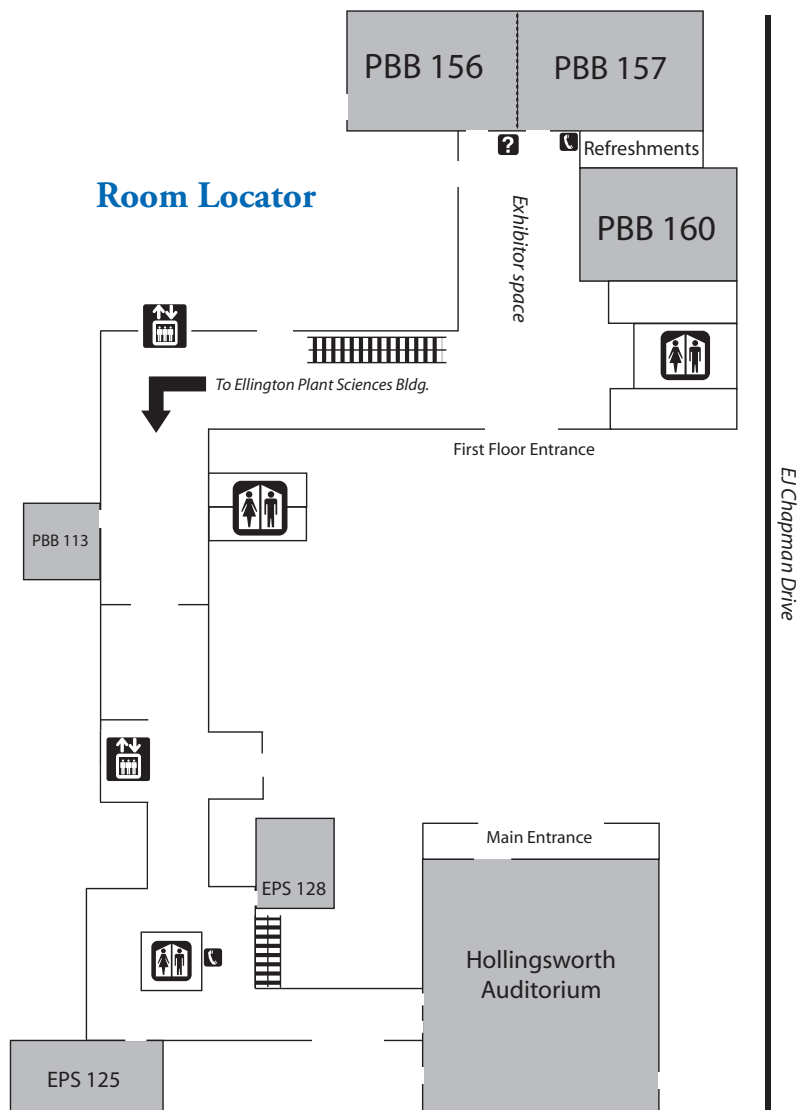 PBB 156
PBB 157
?
Refreshments
Room Locator
Exhibitor space
PBB 160
To Ellington Plant Sciences Bldg.
First Floor Entrance
EJ Chapman Drive
PBB 113
Main Entrance
EPS 128
Hollingsworth
Auditorium
EPS 125